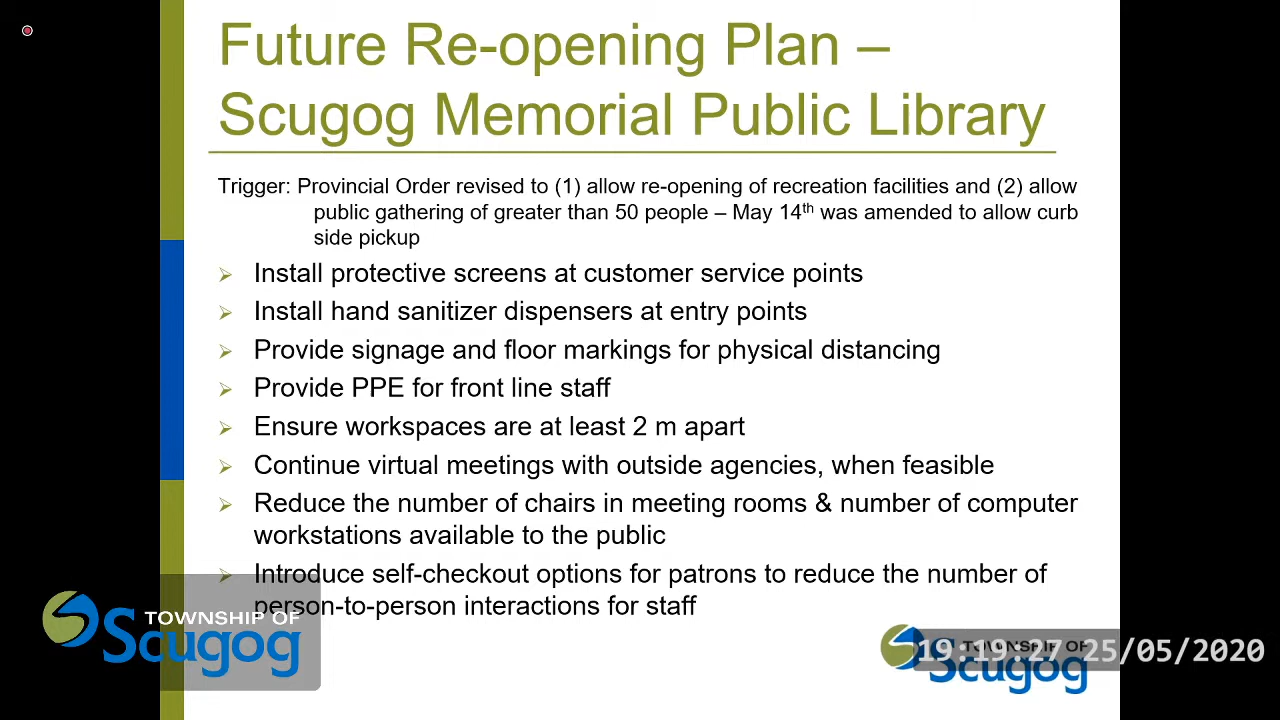 Future Re-opening Plan –
Scugog Memorial Public Library
Trigger: Provincial Order revised to (1) allow re-opening of recreation facilities and (2) allow
public gathering of greater than 50 people – May 14th was amended to allow curb
side pickup
Install protective screens at customer service points
Install hand sanitizer dispensers at entry points
Provide signage and floor markings for physical distancing
Provide PPE for front line staff
Ensure workspaces are at least 2 m apart
Continue virtual meetings with outside agencies, when feasible
Reduce the number of chairs in meeting rooms & number of computer
workstations available to the public
Introduce self-checkout options for patrons to reduce the number of
person-to-person interactions for staff
TOWNSHIP OF
Scugog
TOWNSHIP OF
Scugog
19:19:27 25/05/2020